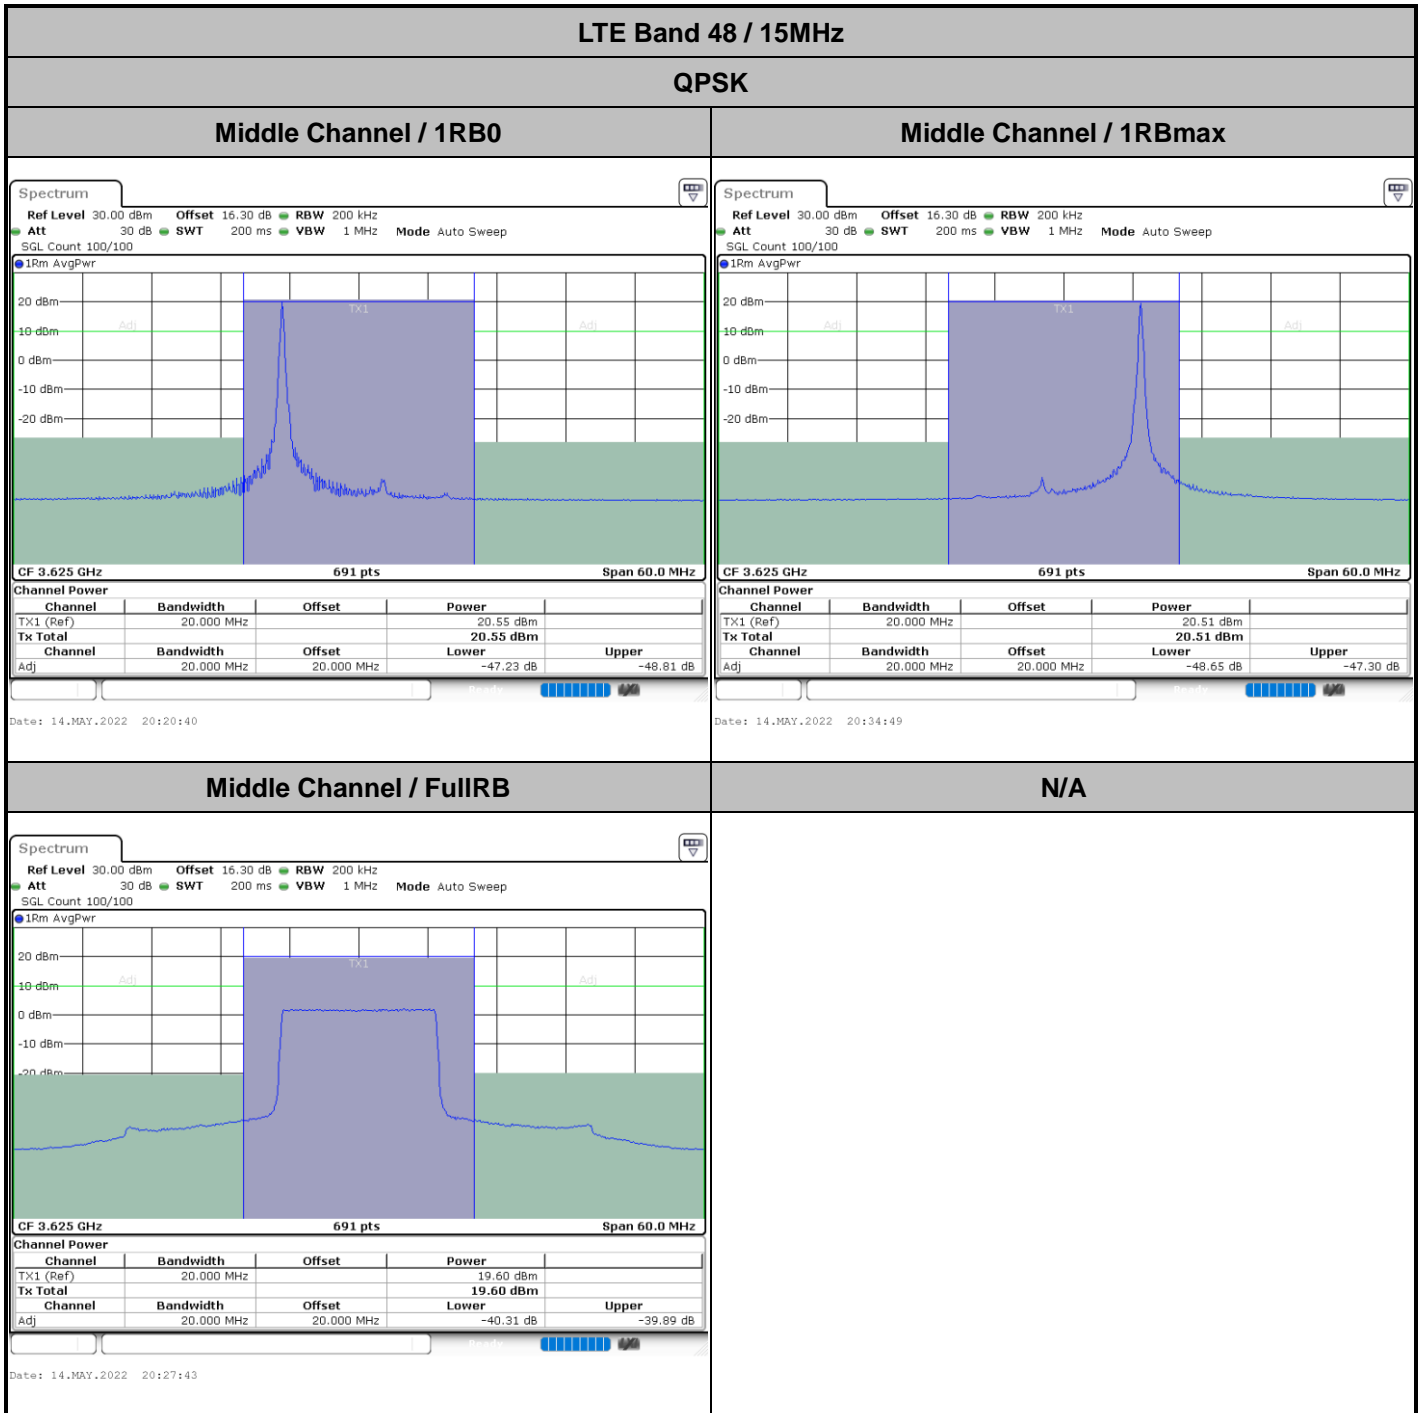 LTE Band 48 / 15MHz
QPSK
Middle Channel / 1RB0
Middle Channel / 1RBmax
Spectrum
Ref Level 30.00 dBm Offset 16.30 dB RBW 200 kHz
Att 30 dB SWT 200 ms VBW 1 MHz Mode Auto Sweep
SGL Count 100/100
1Rm AvgPwr
TX1
Adj
Adj
20 dBm
10 dBm
0 dBm
-10 dBm
-20 dBm
CF 3.625 GHz 691 pts Span 60.0 MHz
Channel Power
Channel Bandwidth Offset Power
TX1 (Ref) 20.000 MHz 20.55 dBm
Tx Total 20.55 dBm
Channel Bandwidth Offset Lower Upper
Adj 20.000 MHz 20.000 MHz -47.23 dB -48.81 dB
Ready
Date: 14.MAY.2022 20:20:40
Spectrum
Ref Level 30.00 dBm Offset 16.30 dB RBW 200 kHz
Att 30 dB SWT 200 ms VBW 1 MHz Mode Auto Sweep
SGL Count 100/100
1Rm AvgPwr
TX1
Adj
Adj
20 dBm
10 dBm
0 dBm
-10 dBm
-20 dBm
CF 3.625 GHz 691 pts Span 60.0 MHz
Channel Power
Channel Bandwidth Offset Power
TX1 (Ref) 20.000 MHz 20.51 dBm
Tx Total 20.51 dBm
Channel Bandwidth Offset Lower Upper
Adj 20.000 MHz 20.000 MHz -48.65 dB -47.30 dB
Ready
Date: 14.MAY.2022 20:34:49
Middle Channel / FullRB
N/A
Spectrum
Ref Level 30.00 dBm Offset 16.30 dB RBW 200 kHz
Att 30 dB SWT 200 ms VBW 1 MHz Mode Auto Sweep
SGL Count 100/100
1Rm AvgPwr
TX1
Adj
Adj
20 dBm
10 dBm
0 dBm
-10 dBm
-20 dBm
CF 3.625 GHz 691 pts Span 60.0 MHz
Channel Power
Channel Bandwidth Offset Power
TX1 (Ref) 20.000 MHz 19.60 dBm
Tx Total 19.60 dBm
Channel Bandwidth Offset Lower Upper
Adj 20.000 MHz 20.000 MHz -40.31 dB -39.89 dB
Ready
Date: 14.MAY.2022 20:27:43